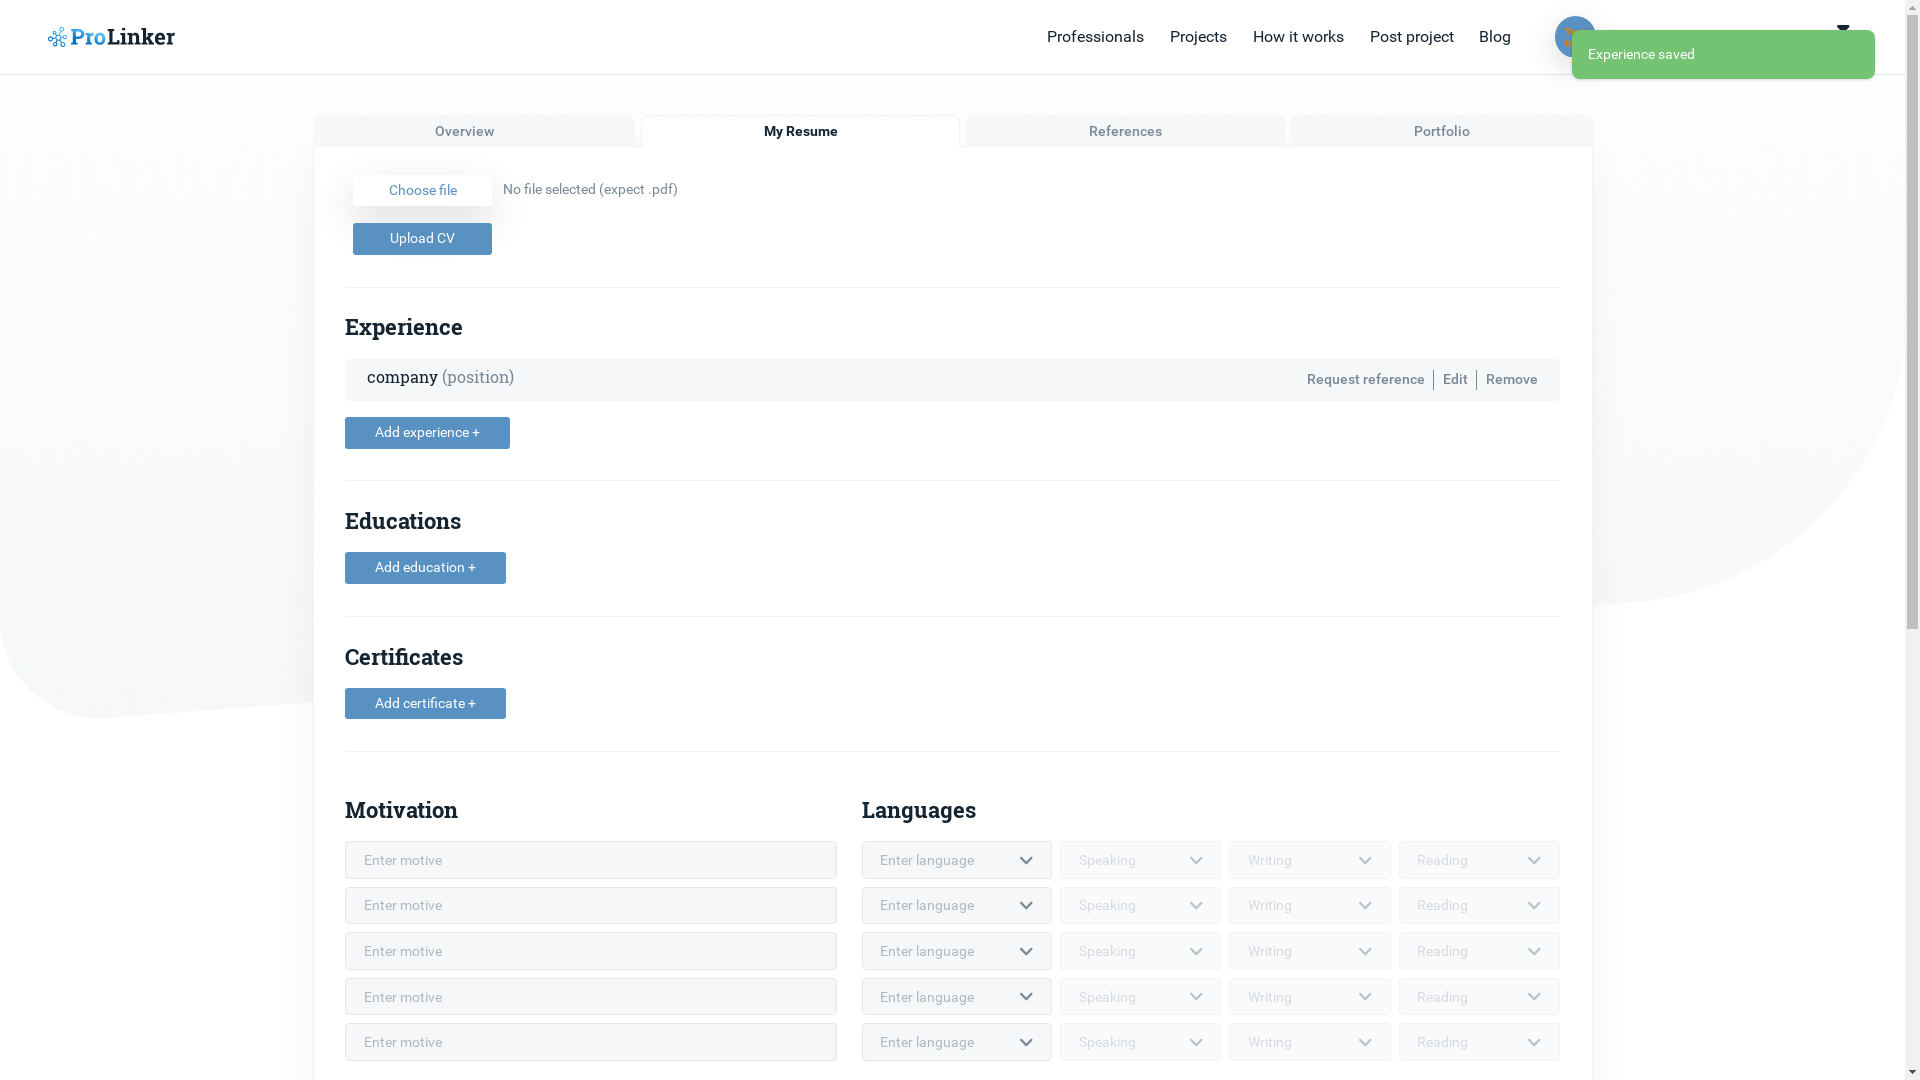 ProLinker
Professionals Projects How it works Post project Blog
Experience saved
Overview My Resume References Portfolio
Choose file No file selected (expect .pdf)
Upload CV
Experience
company (position) Request reference Edit Remove
Add experience +
Educations
Add education +
Certificates
Add certificate +
Motivation Languages
Enter motive Enter language Speaking Writing Reading
Enter motive Enter language Speaking Writing Reading
Enter motive Enter language Speaking Writing Reading
Enter motive Enter language Speaking Writing Reading
Enter motive Enter language Speaking Writing Reading